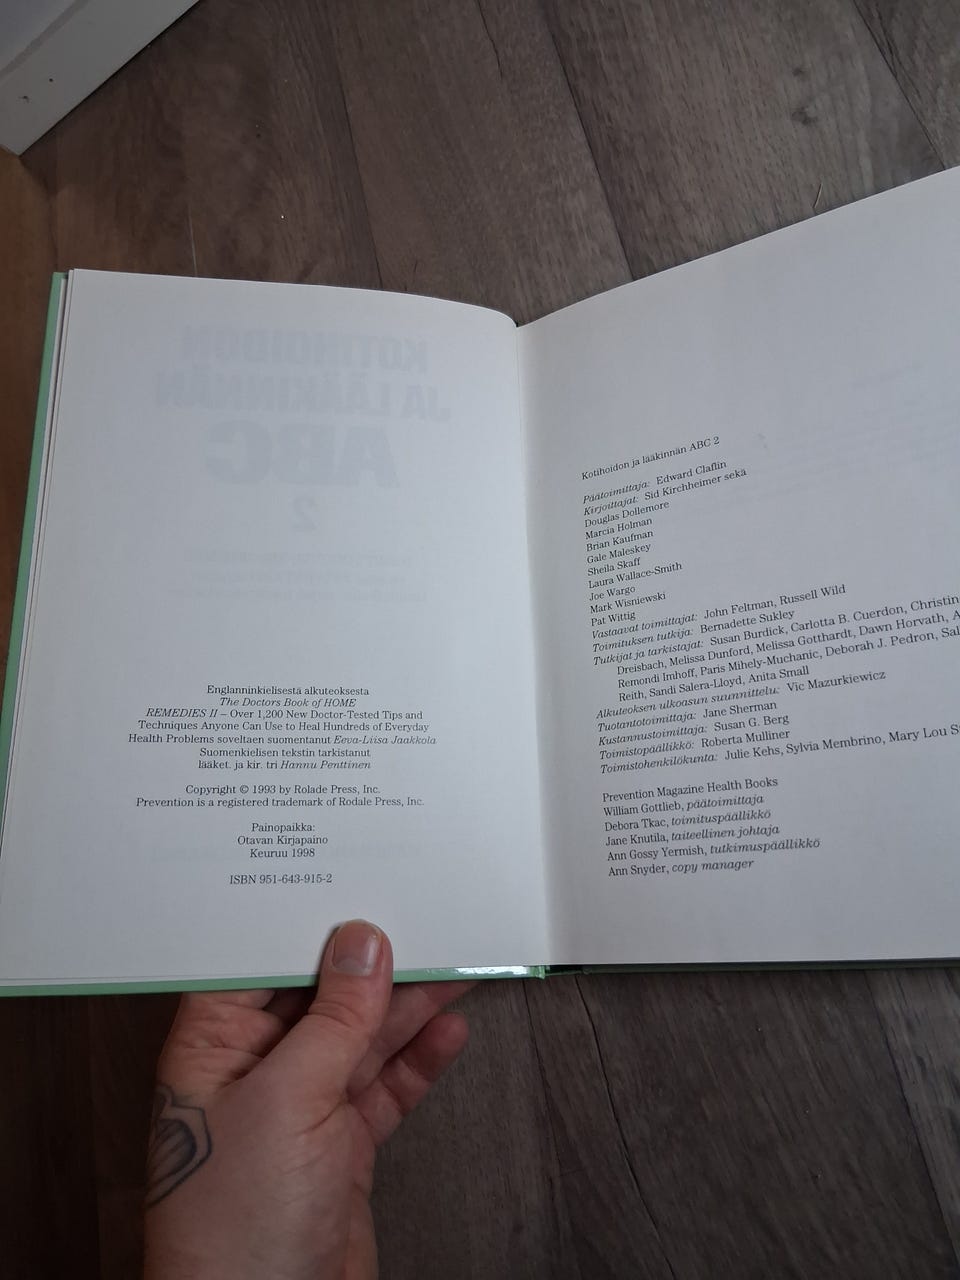 KOTIHOIDON
JA LÄÄKINNÄN
ABC
2
Englanninkielisestä alkuteoksesta
The Doctors Book of HOME
REMEDIES II – Over 1,200 New Doctor-Tested Tips and
Techniques Anyone Can Use to Heal Hundreds of Everyday
Health Problems soveltaen suomentanut Eeva-Liisa Jaakkola
Suomenkielisen tekstin tarkistanut
lääket. ja kir. tri Hannu Penttinen
Copyright © 1993 by Rolade Press, Inc.
Prevention is a registered trademark of Rodale Press, Inc.
Painopaikka:
Otavan Kirjapaino
Keuruu 1998
ISBN 951-643-915-2
Kotihoidon ja lääkinnän ABC 2
Päätoimittaja: Edward Claflin
Kirjoittajat: Sid Kirchheimer sekä
Douglas Dollemore
Marcia Holman
Brian Kaufman
Gale Maleskey
Sheila Skaff
Laura Wallace-Smith
Joe Wargo
Mark Wisniewski
Pat Wittig
Vastaavat toimittajat: John Feltman, Russell Wild
Toimituksen tutkija: Bernadette Sukley
Tutkijat ja tarkistajat: Susan Burdick, Carlotta B. Cuerdon, Christin
Dreisbach, Melissa Dunford, Melissa Gotthardt, Dawn Horvath, A
Remondi Imhoff, Paris Mihely-Muchanic, Deborah J. Pedron, Sal
Reith, Sandi Salera-Lloyd, Anita Small
Alkuteoksen ulkoasun suunnittelu: Vic Mazurkiewicz
Tuotantotoimittaja: Jane Sherman
Kustannustoimittaja: Susan G. Berg
Toimistopäällikkö: Roberta Mulliner
Toimistohenkilökunta: Julie Kehs, Sylvia Membrino, Mary Lou S
Prevention Magazine Health Books
William Gottlieb, päätoimittaja
Debora Tkac, toimituspäällikkö
Jane Knutila, taiteellinen johtaja
Ann Gossy Yermish, tutkimuspäällikkö
Ann Snyder, copy manager